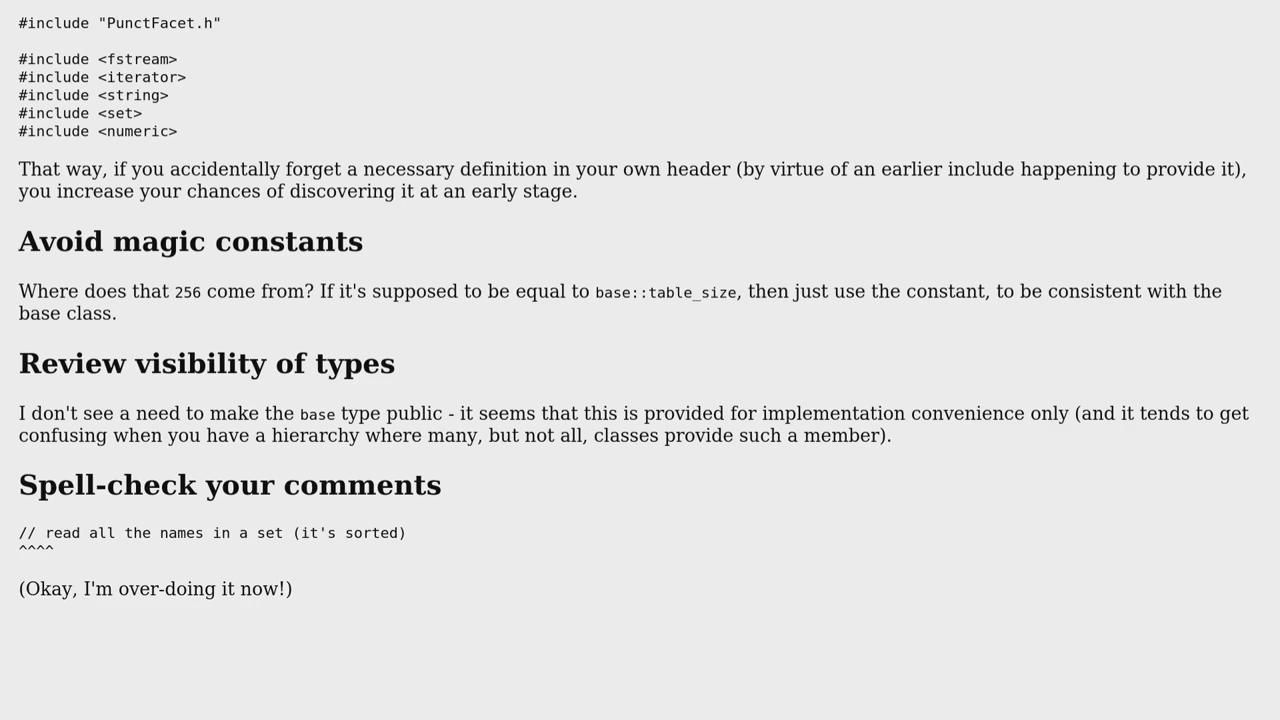 #include "PunctFacet.h"
#include <fstream>
#include <iterator>
#include <string>
#include <set>
#include <numeric>
That way, if you accidentally forget a necessary definition in your own header (by virtue of an earlier include happening to provide it),
you increase your chances of discovering it at an early stage.
Avoid magic constants
Where does that 256 come from? If it's supposed to be equal to base::table_size, then just use the constant, to be consistent with the
base class.
Review visibility of types
I don't see a need to make the base type public - it seems that this is provided for implementation convenience only (and it tends to get
confusing when you have a hierarchy where many, but not all, classes provide such a member).
Spell-check your comments
// read all the names in a set (it's sorted)
^^^^
(Okay, I'm over-doing it now!)